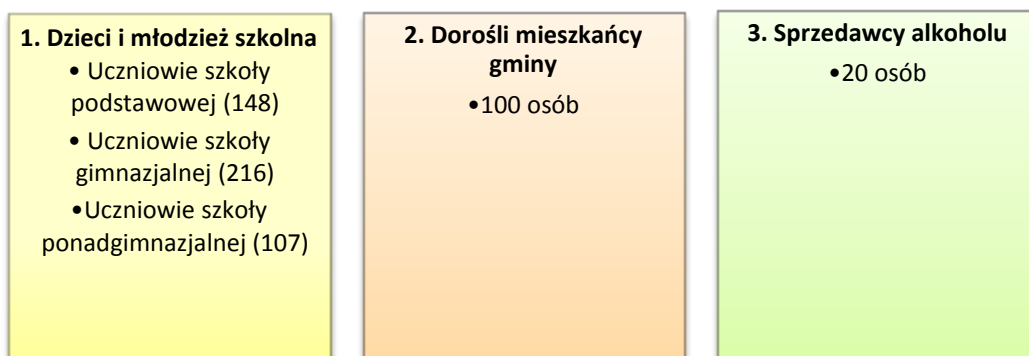 1. Dzieci i młodzież szkolna
• Uczniowie szkoły
podstawowej (148)
• Uczniowie szkoły
gimnazjalnej (216)
•Uczniowie szkoły
ponadgimnazjalnej (107)
2. Dorośli mieszkańcy
gminy
•100 osób
3. Sprzedawcy alkoholu
•20 osób